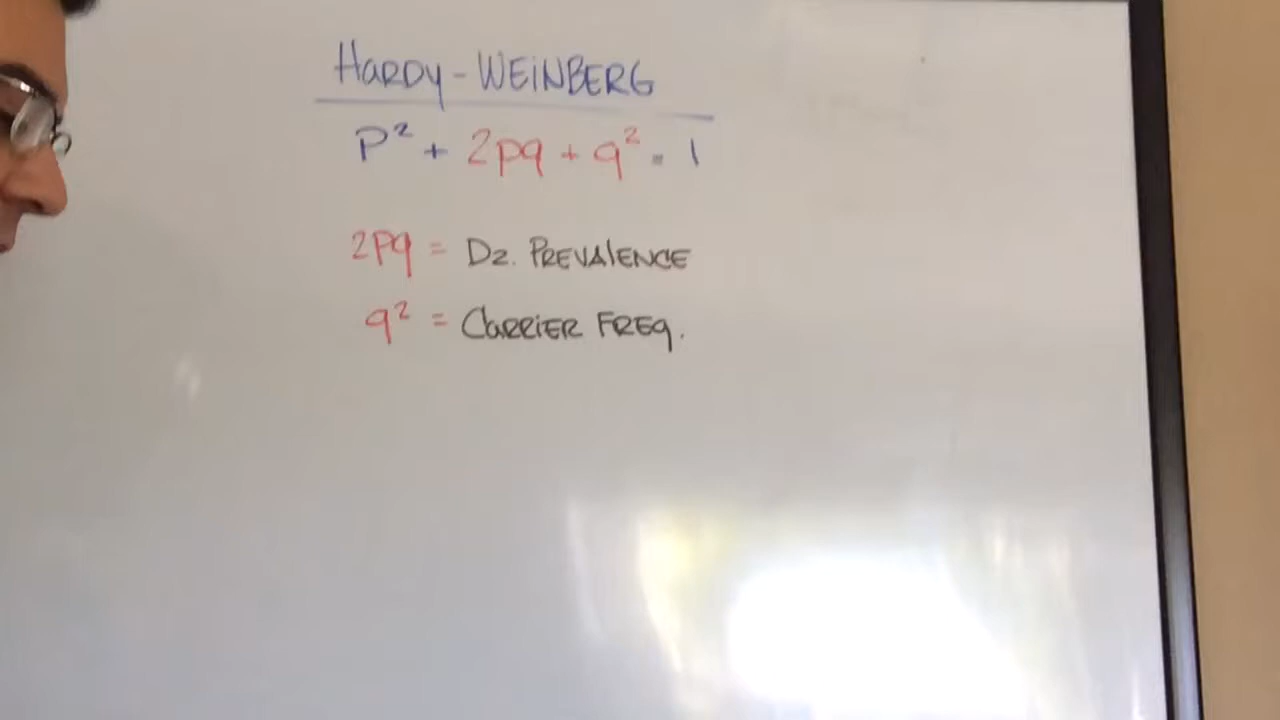 HARDY-WEINBERG
P² + 2pq + q² = 1
2Pq = Dz. PREVALENCE
q² = CARRIER FREq.